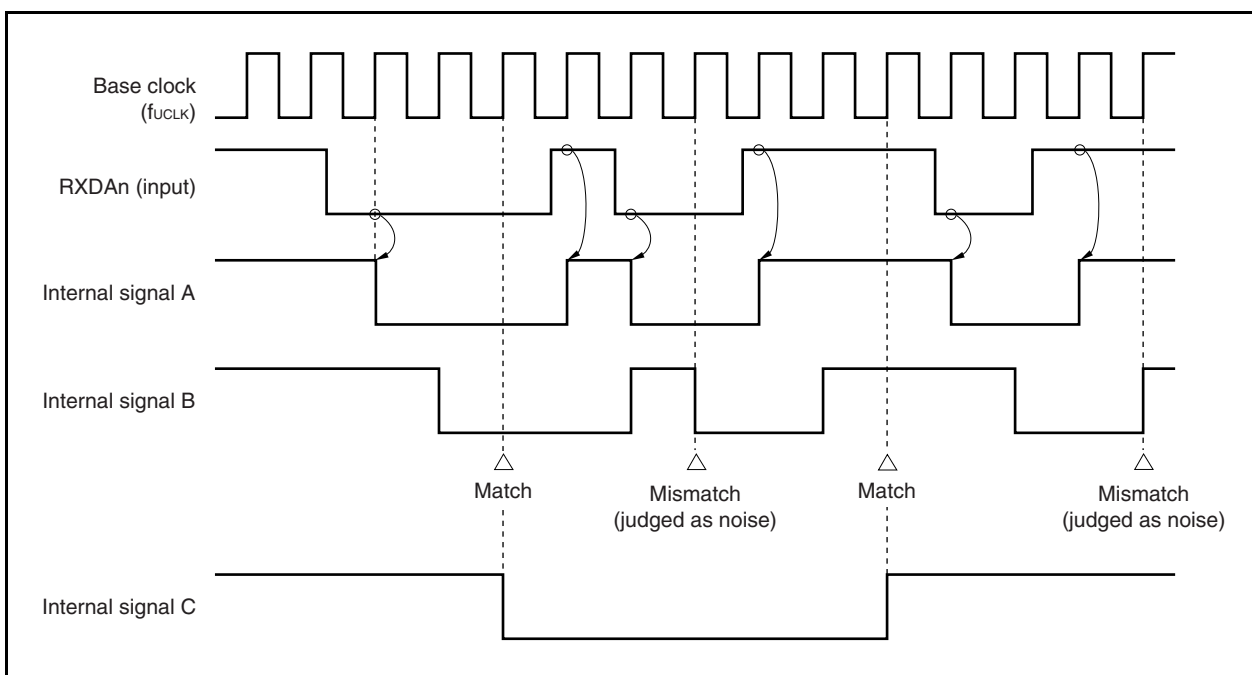 Base clock
(fUCLK)
RXDAn (input)
Internal signal A
Internal signal B
Match
Mismatch
(judged as noise)
Match
Mismatch
(judged as noise)
Internal signal C